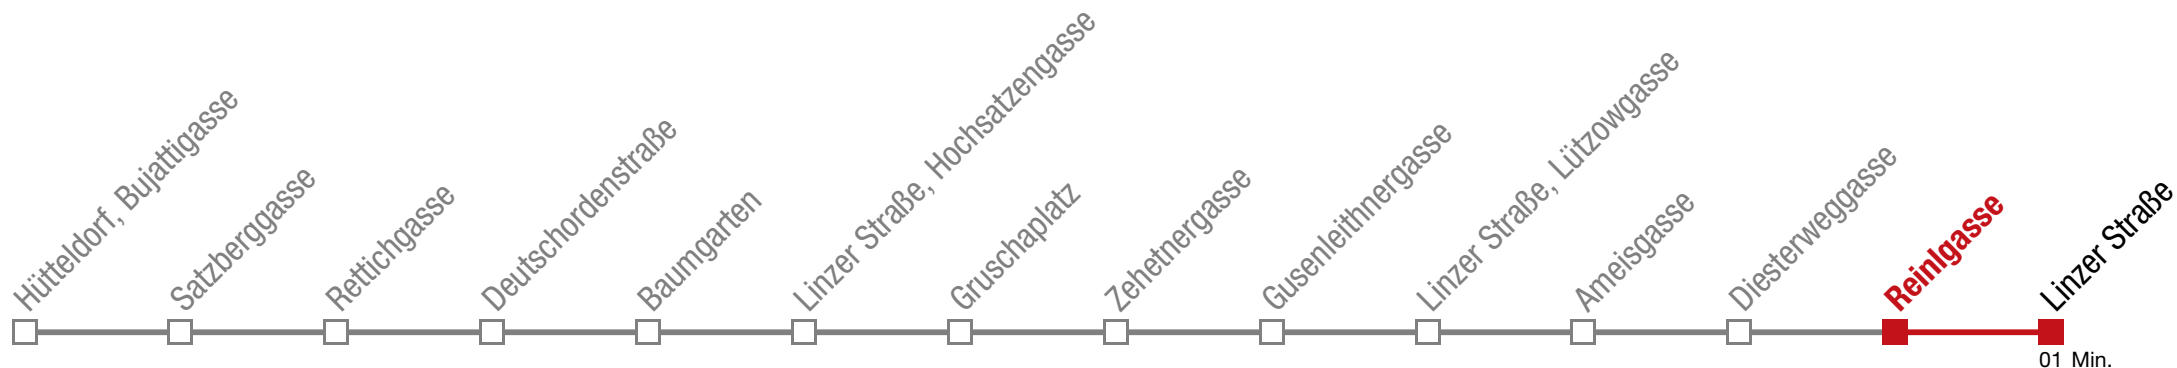 Hütteldorf, Bujattigasse
Satzberggasse
Rettichgasse
Deutschordenstraße
Baumgarten
Linzer Straße, Hochsatzengasse
Gruschaplatz
Zehetnergasse
Gusenleithnergasse
Linzer Straße, Lützowgasse
Ameisgasse
Diesterweggasse
Reinlgasse
Linzer Straße
01 Min.